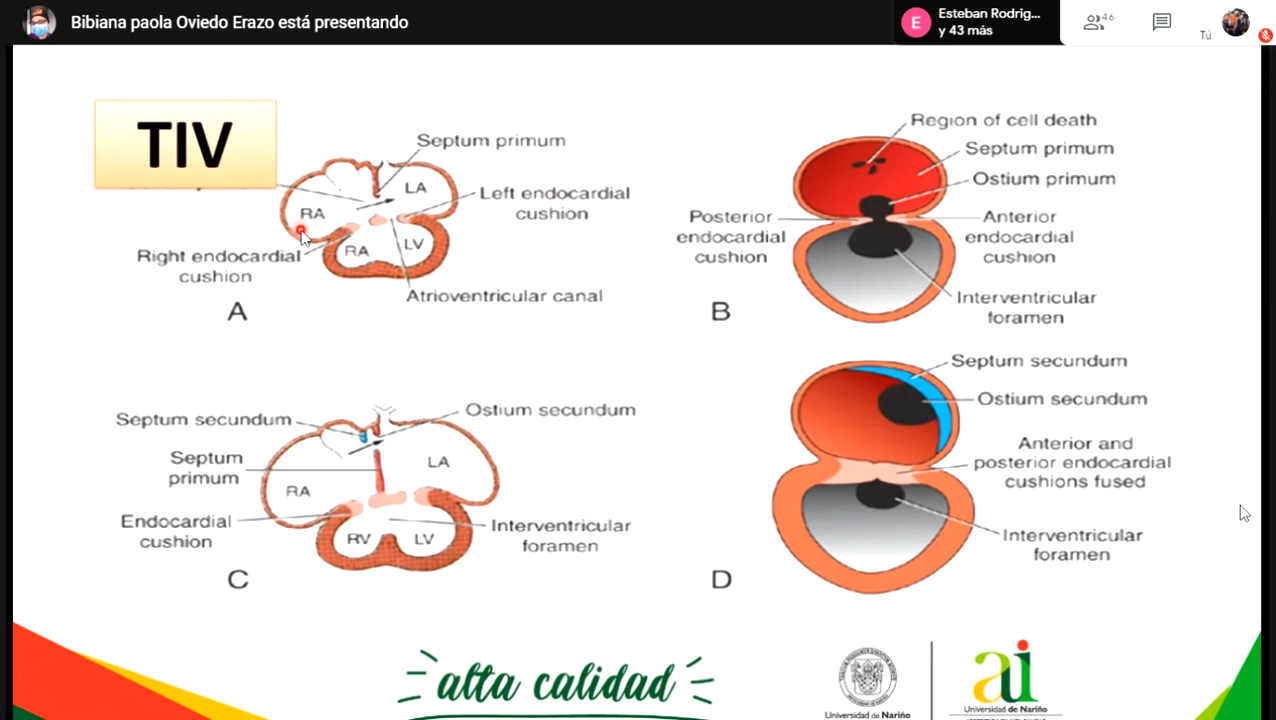 Bibiana paola Oviedo Erazo está presentando
Esteban Rodrig...
y 43 más
E
46
Tú
TIV
Septum primum
LA
Left endocardial
cushion
RA
RA
LV
Right endocardial
cushion
Atrioventricular canal
A
Region of cell death
Septum primum
Ostium primum
Posterior
endocardial
cushion
Anterior
endocardial
cushion
Interventricular
foramen
B
Septum secundum
Ostium secundum
Septum
primum
LA
RA
Endocardial
cushion
RV
LV
Interventricular
foramen
C
Septum secundum
Ostium secundum
Anterior and
posterior endocardial
cushions fused
Interventricular
foramen
D
alta calidad
Universidad de Nariño
ai
Universidad de Nariño